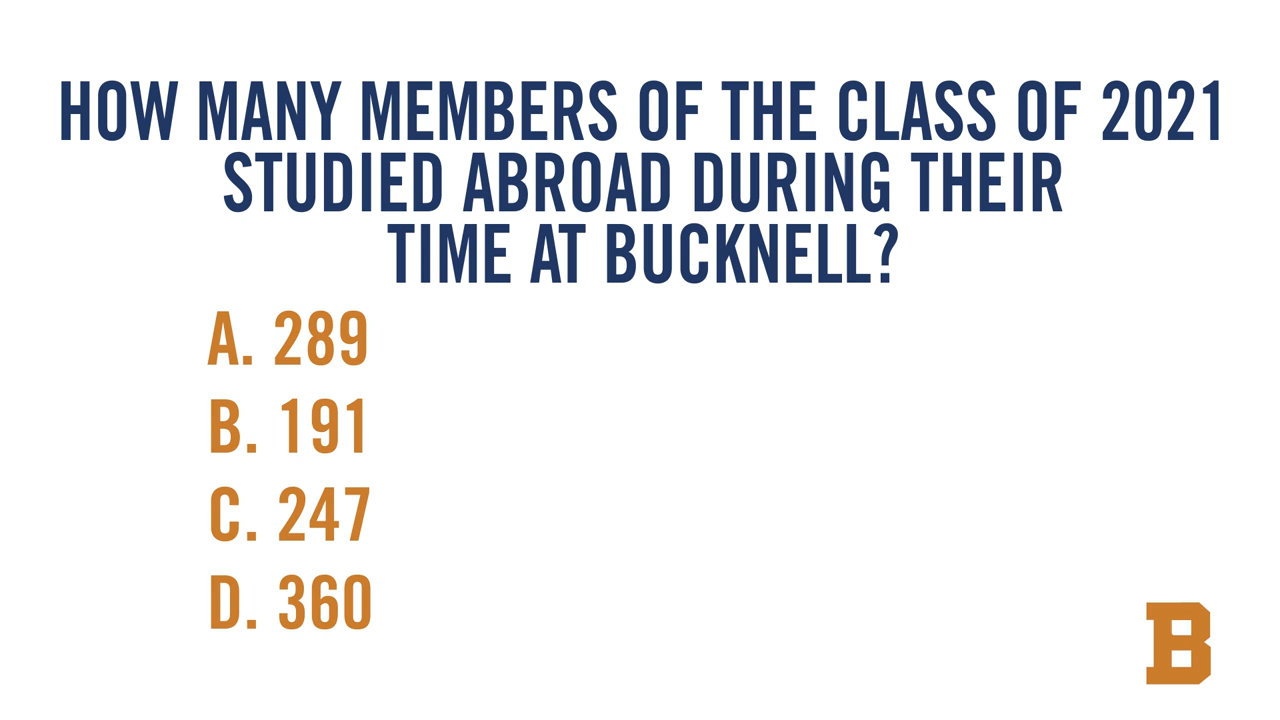 HOW MANY MEMBERS OF THE CLASS OF 2021
STUDIED ABROAD DURING THEIR
TIME AT BUCKNELL?
A. 289
B. 191
C. 247
D. 360
B